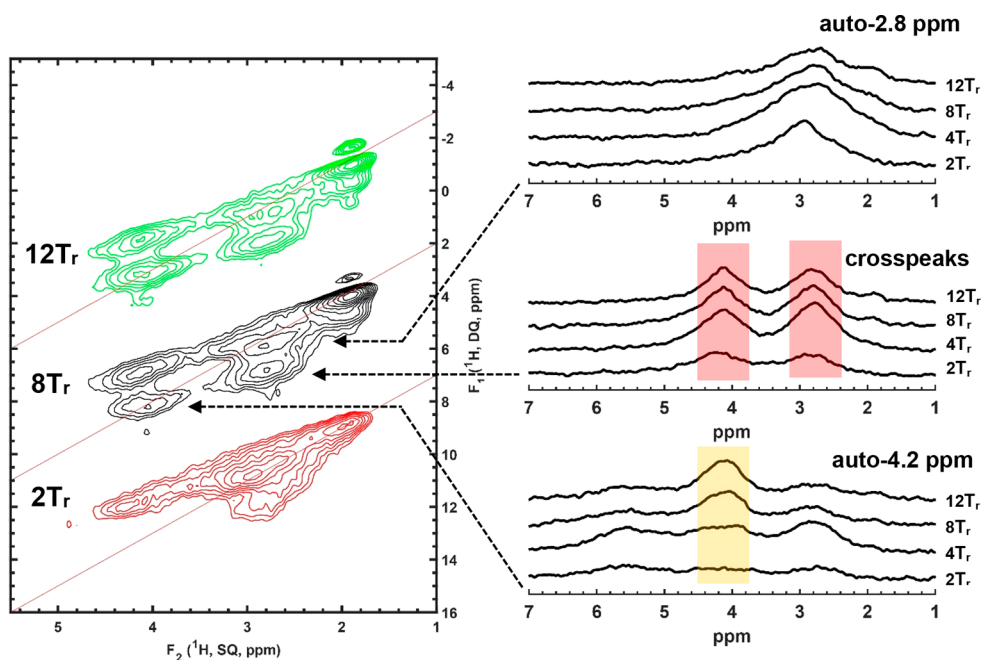 12Tr
8Tr
2Tr
-4
-2
0
2
4
6
8
10
12
14
16
5 4 3 2 1
F2 (1H, SQ, ppm)
F1 (1H, DQ, ppm)
auto-2.8 ppm
12Tr
8Tr
4Tr
2Tr
7 6 5 4 3 2 1
ppm
crosspeaks
12Tr
8Tr
4Tr
2Tr
7 6 5 4 3 2 1
ppm
auto-4.2 ppm
12Tr
8Tr
4Tr
2Tr
7 6 5 4 3 2 1
ppm